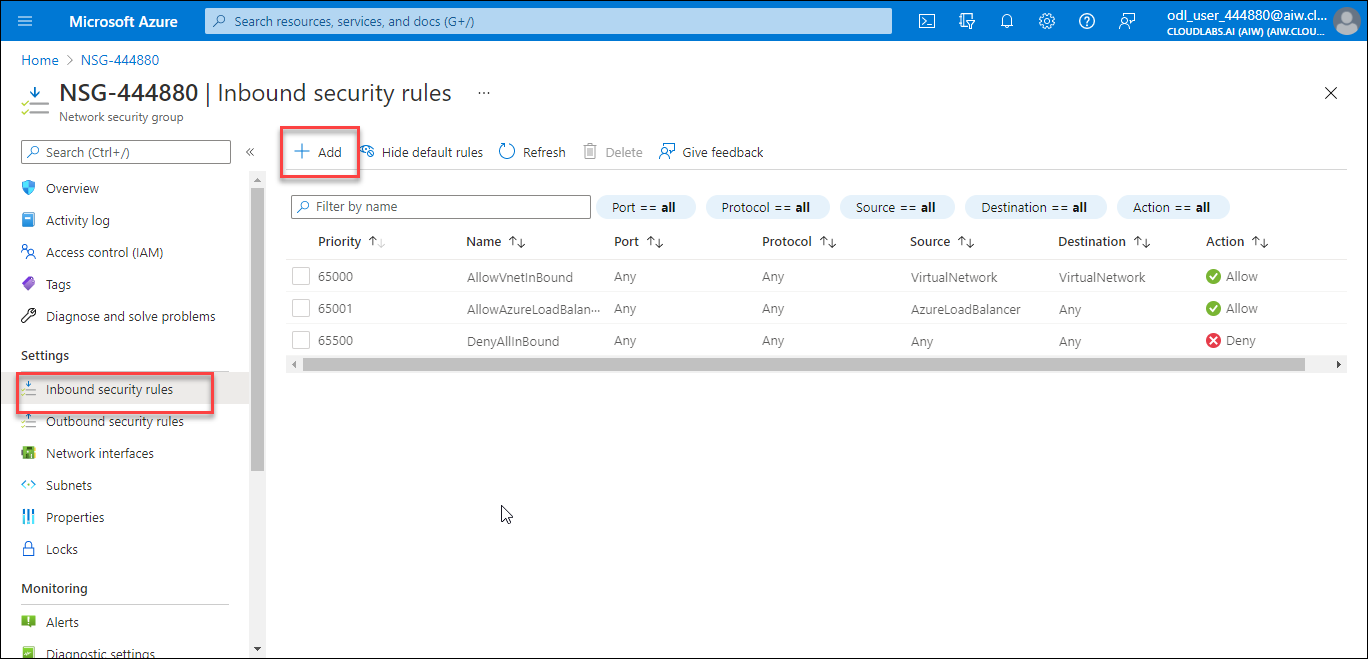 Microsoft Azure
Search resources, services, and docs (G+/)
odl_user_444880@aiw.cl...
CLOUDLABS.AI (AIW) (AIW.CLOU...
Home > NSG-444880
NSG-444880 | Inbound security rules ...
Network security group
Search (Ctrl+/)
«
Overview
Activity log
Access control (IAM)
Tags
Diagnose and solve problems
Settings
Inbound security rules
Outbound security rules
Network interfaces
Subnets
Properties
Locks
Monitoring
Alerts
Diagnostic settings
+ Add Hide default rules Refresh Delete Give feedback
Filter by name Port == all Protocol == all Source == all Destination == all Action == all
Priority ↑↓ Name ↑↓ Port ↑↓ Protocol ↑↓ Source ↑↓ Destination ↑↓ Action ↑↓
65000 AllowVnetInBound Any Any VirtualNetwork VirtualNetwork Allow
65001 AllowAzureLoadBalan... Any Any AzureLoadBalancer Any Allow
65500 DenyAllInBound Any Any Any Any Deny